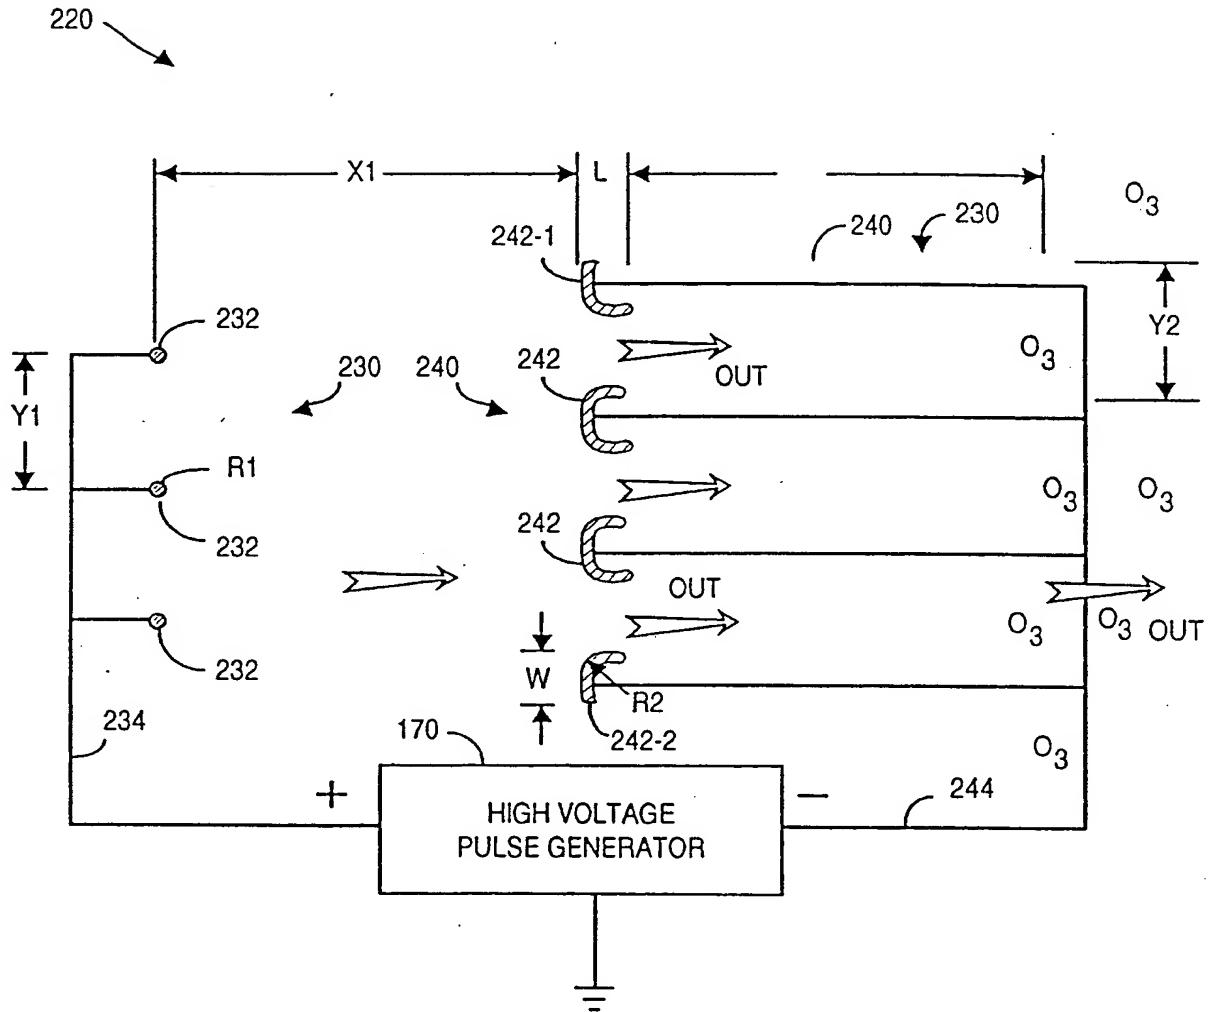 220
X1
L
O3
242-1
240
230
232
Y2
230
240
242
O3
OUT
Y1
R1
O3
O3
232
242
OUT
O3
O3
OUT
232
W
R2
234
170
242-2
O3
+
−
244
HIGH VOLTAGE
PULSE GENERATOR